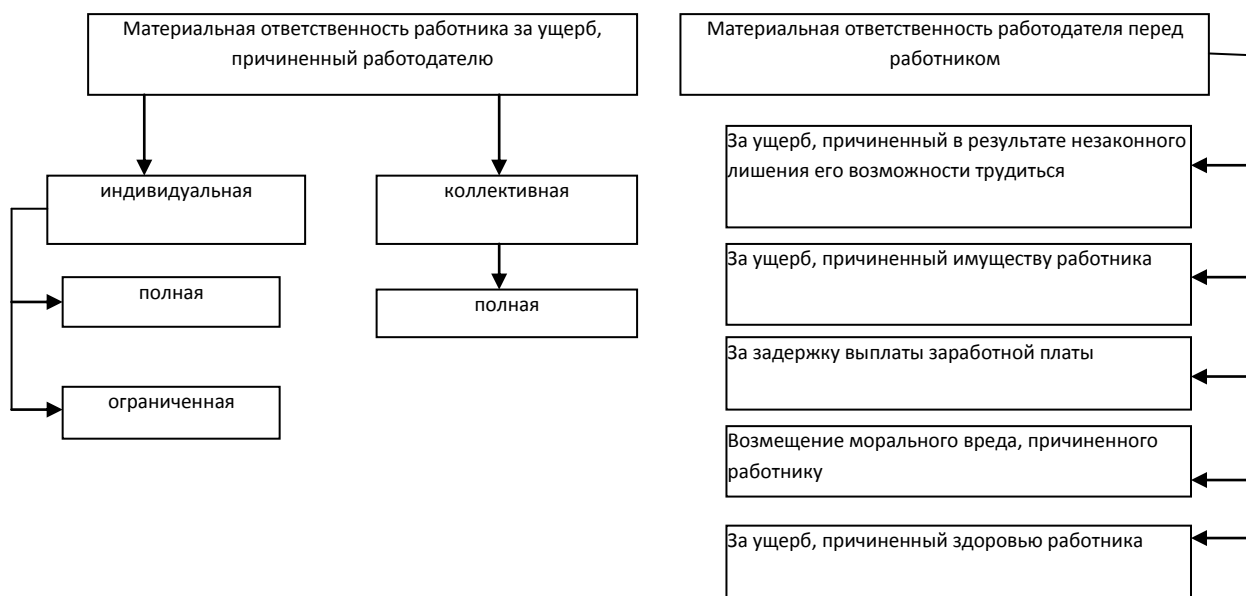 Материальная ответственность работника за ущерб,
причиненный работодателю
индивидуальная
коллективная
полная
полная
ограниченная
Материальная ответственность работодателя перед
работником
За ущерб, причиненный в результате незаконного
лишения его возможности трудиться
За ущерб, причиненный имуществу работника
За задержку выплаты заработной платы
Возмещение морального вреда, причиненного
работнику
За ущерб, причиненный здоровью работника